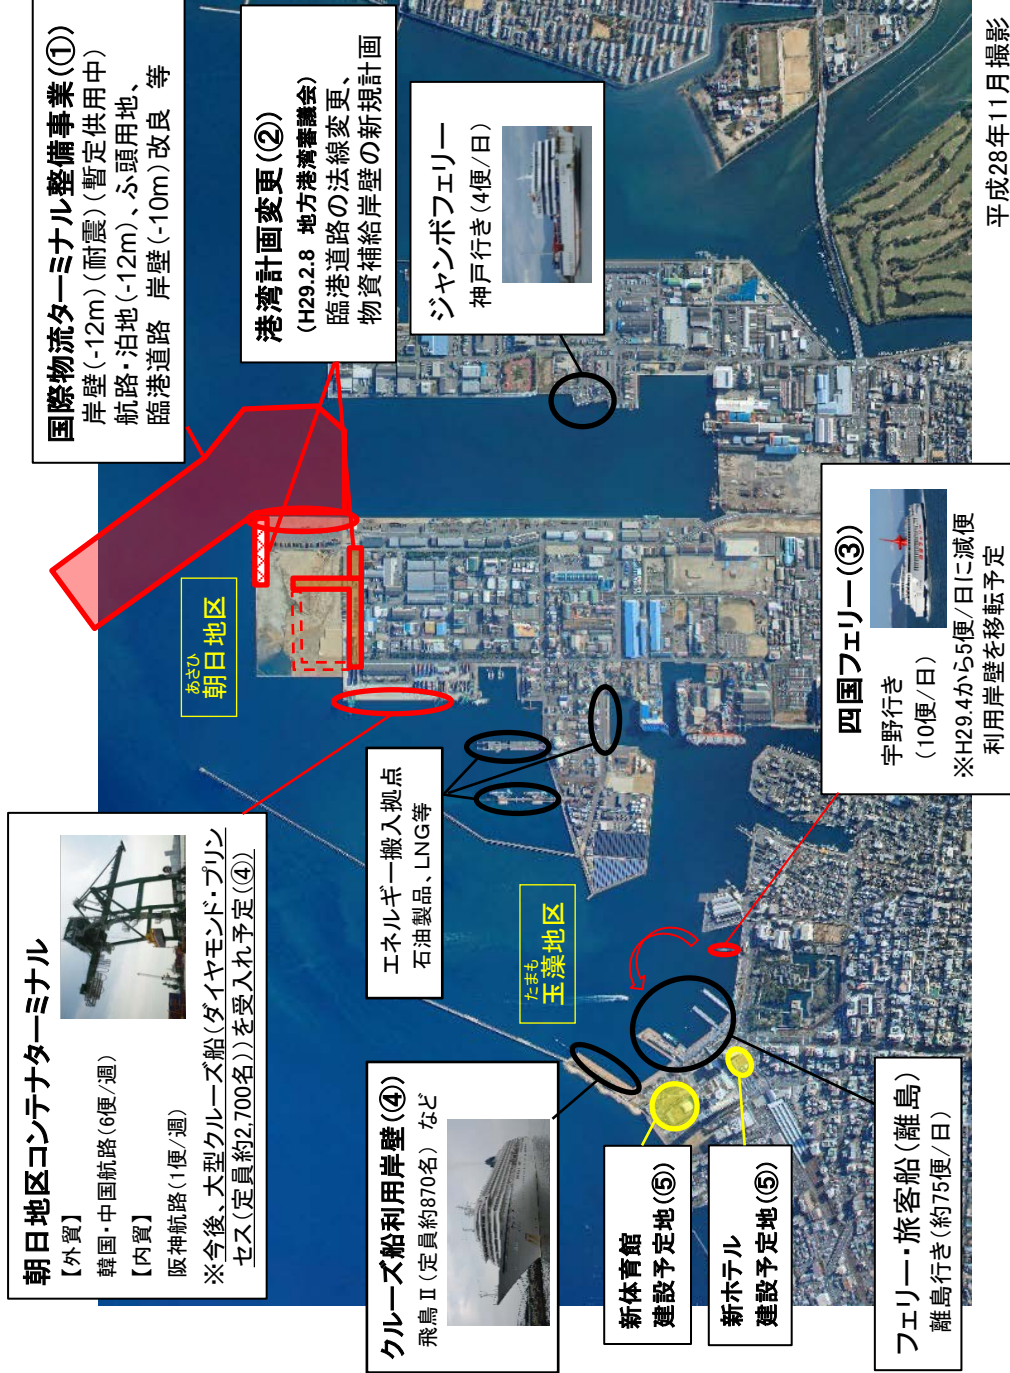 朝日地区コンテナターミナル
【外貿】
韓国・中国航路(6便/週)
【内貿】
阪神航路(1便/週)
※今後、大型クルーズ船(ダイヤモンド・プリン
セス(定員約2,700名))を受入れ予定(④)
国際物流ターミナル整備事業(①)
岸壁(-12m)(耐震)(暫定供用中)
航路・泊地(-12m)、ふ頭用地、
臨港道路 岸壁(-10m)改良 等
あさひ
朝日地区
港湾計画変更(②)
(H29.2.8 地方港湾審議会)
臨港道路の法線変更、
物資補給岸壁の新規計画
エネルギー搬入拠点
石油製品、LNG等
ジャンボフェリー
神戸行き(4便/日)
クルーズ船利用岸壁(④)
飛鳥Ⅱ(定員約870名) など
たまも
玉藻地区
新体育館
建設予定地(⑤)
新ホテル
建設予定地(⑤)
四国フェリー(③)
宇野行き
(10便/日)
※H29.4から5便/日に減便
利用岸壁を移転予定
フェリー・旅客船(離島)
離島行き(約75便/日)
平成28年11月撮影